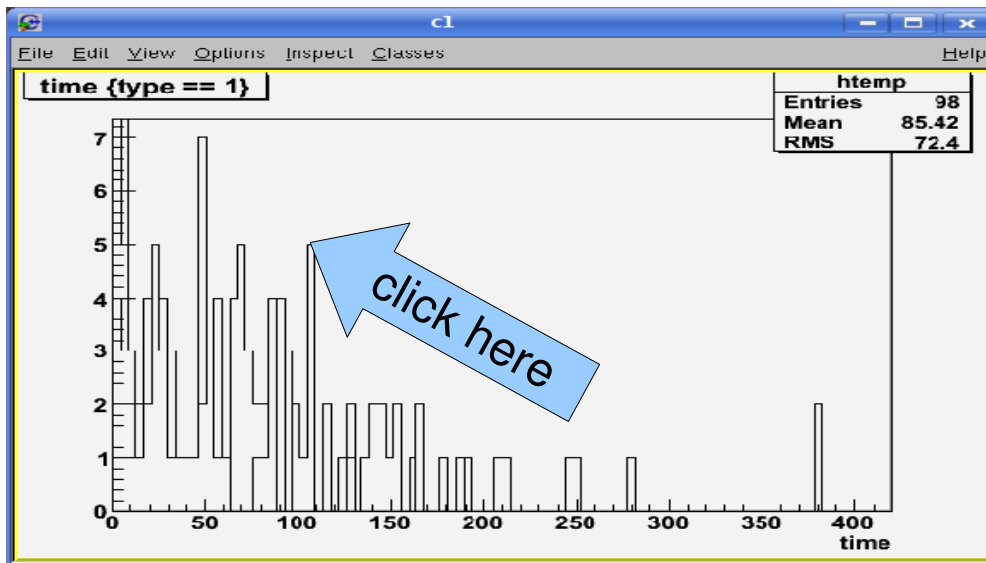 c1
File Edit View Options Inspect Classes Help
time {type == 1}
htemp
Entries 98
Mean 85.42
RMS 72.4
7
6
5
4
3
2
1
0
click here
0 50 100 150 200 250 300 350 400
time